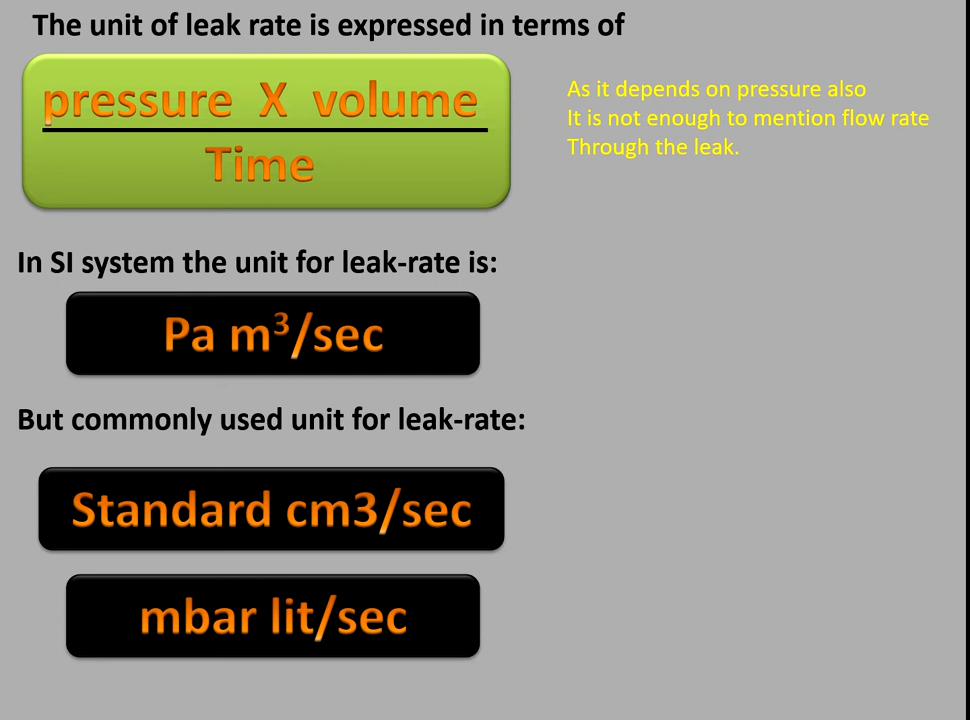 The unit of leak rate is expressed in terms of
pressure X volume
Time
As it depends on pressure also
It is not enough to mention flow rate
Through the leak.
In SI system the unit for leak-rate is:
Pa m³/sec
But commonly used unit for leak-rate:
Standard cm3/sec
mbar lit/sec